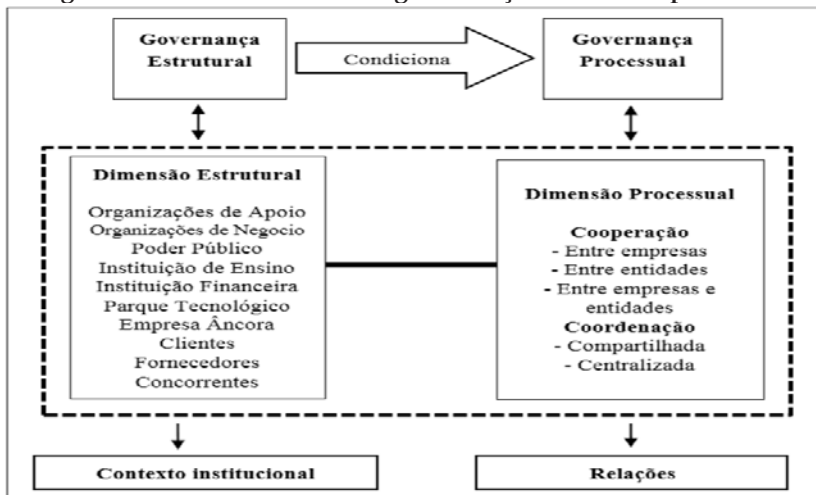 Governança
Estrutural
Condiciona
Governança
Processual
Dimensão Estrutural
Organizações de Apoio
Organizações de Negocio
Poder Público
Instituição de Ensino
Instituição Financeira
Parque Tecnológico
Empresa Âncora
Clientes
Fornecedores
Concorrentes
Dimensão Processual
Cooperação
- Entre empresas
- Entre entidades
- Entre empresas e
entidades
Coordenação
- Compartilhada
- Centralizada
Contexto institucional
Relações